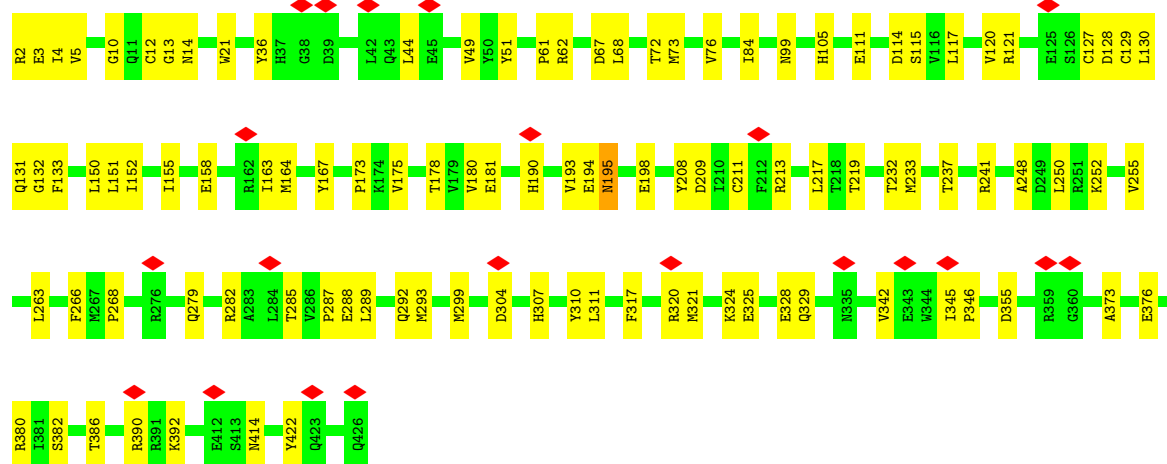 R2 E3 I4 V5 G10 Q11 C12 G13 N14 W21 Y36 H37 G38 D39 L42 Q43 L44 E45 V49 Y50 Y51 P61 R62 D67 L68 T72 M73 V76 I84 N99 H105 E111 D114 S115 V116 L117 V120 R121 E125 S126 C127 D128 C129 L130
Q131 G132 F133 L150 L151 I152 I155 E158 R162 I163 M164 Y167 P173 K174 V175 T178 V179 V180 E181 H190 V193 E194 N195 E198 Y208 D209 I210 C211 F212 R213 L217 T218 T219 T232 M233 T237 R241 A248 D249 L250 R251 K252 V255
L263 F266 M267 P268 R276 Q279 R282 A283 L284 T285 V286 P287 E288 L289 Q292 M293 M299 D304 H307 Y310 L311 F317 R320 M321 K324 E325 E328 Q329 N335 V342 E343 W344 I345 P346 D355 R359 G360 A373 E376
R380 I381 S382 T386 R390 R391 K392 E412 S413 N414 Y422 Q423 Q426